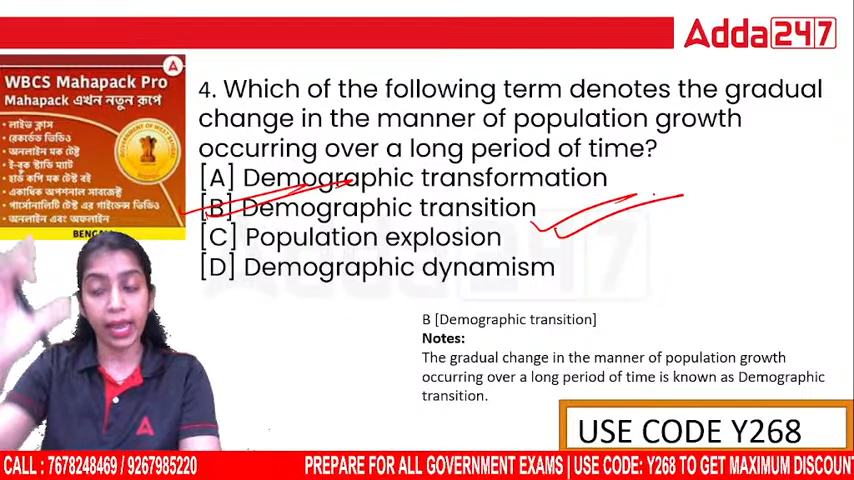 Adda247
A
WBCS Mahapack Pro
Mahapack এখন নতুন রূপে
• লাইভ ক্লাস
• রেকর্ডেড ভিডিও
• অনলাইন মক টেস্ট
• ই-বুক স্টাডি ম্যাট
• হার্ড কপি মক টেস্ট বই
• একাধিক অপশনাল সাবজেক্ট
• পার্সোনালিটি টেস্ট এর গাইডেন্স ভিডিও
• অনলাইন এবং অফলাইন
4. Which of the following term denotes the gradual
change in the manner of population growth
occurring over a long period of time?
[A] Demographic transformation
[B] Demographic transition
[C] Population explosion
[D] Demographic dynamism
B [Demographic transition]
Notes:
The gradual change in the manner of population growth
occurring over a long period of time is known as Demographic
transition.
USE CODE Y268
CALL : 7678248469 / 9267985220
PREPARE FOR ALL GOVERNMENT EXAMS | USE CODE: Y268 TO GET MAXIMUM DISCOUNT